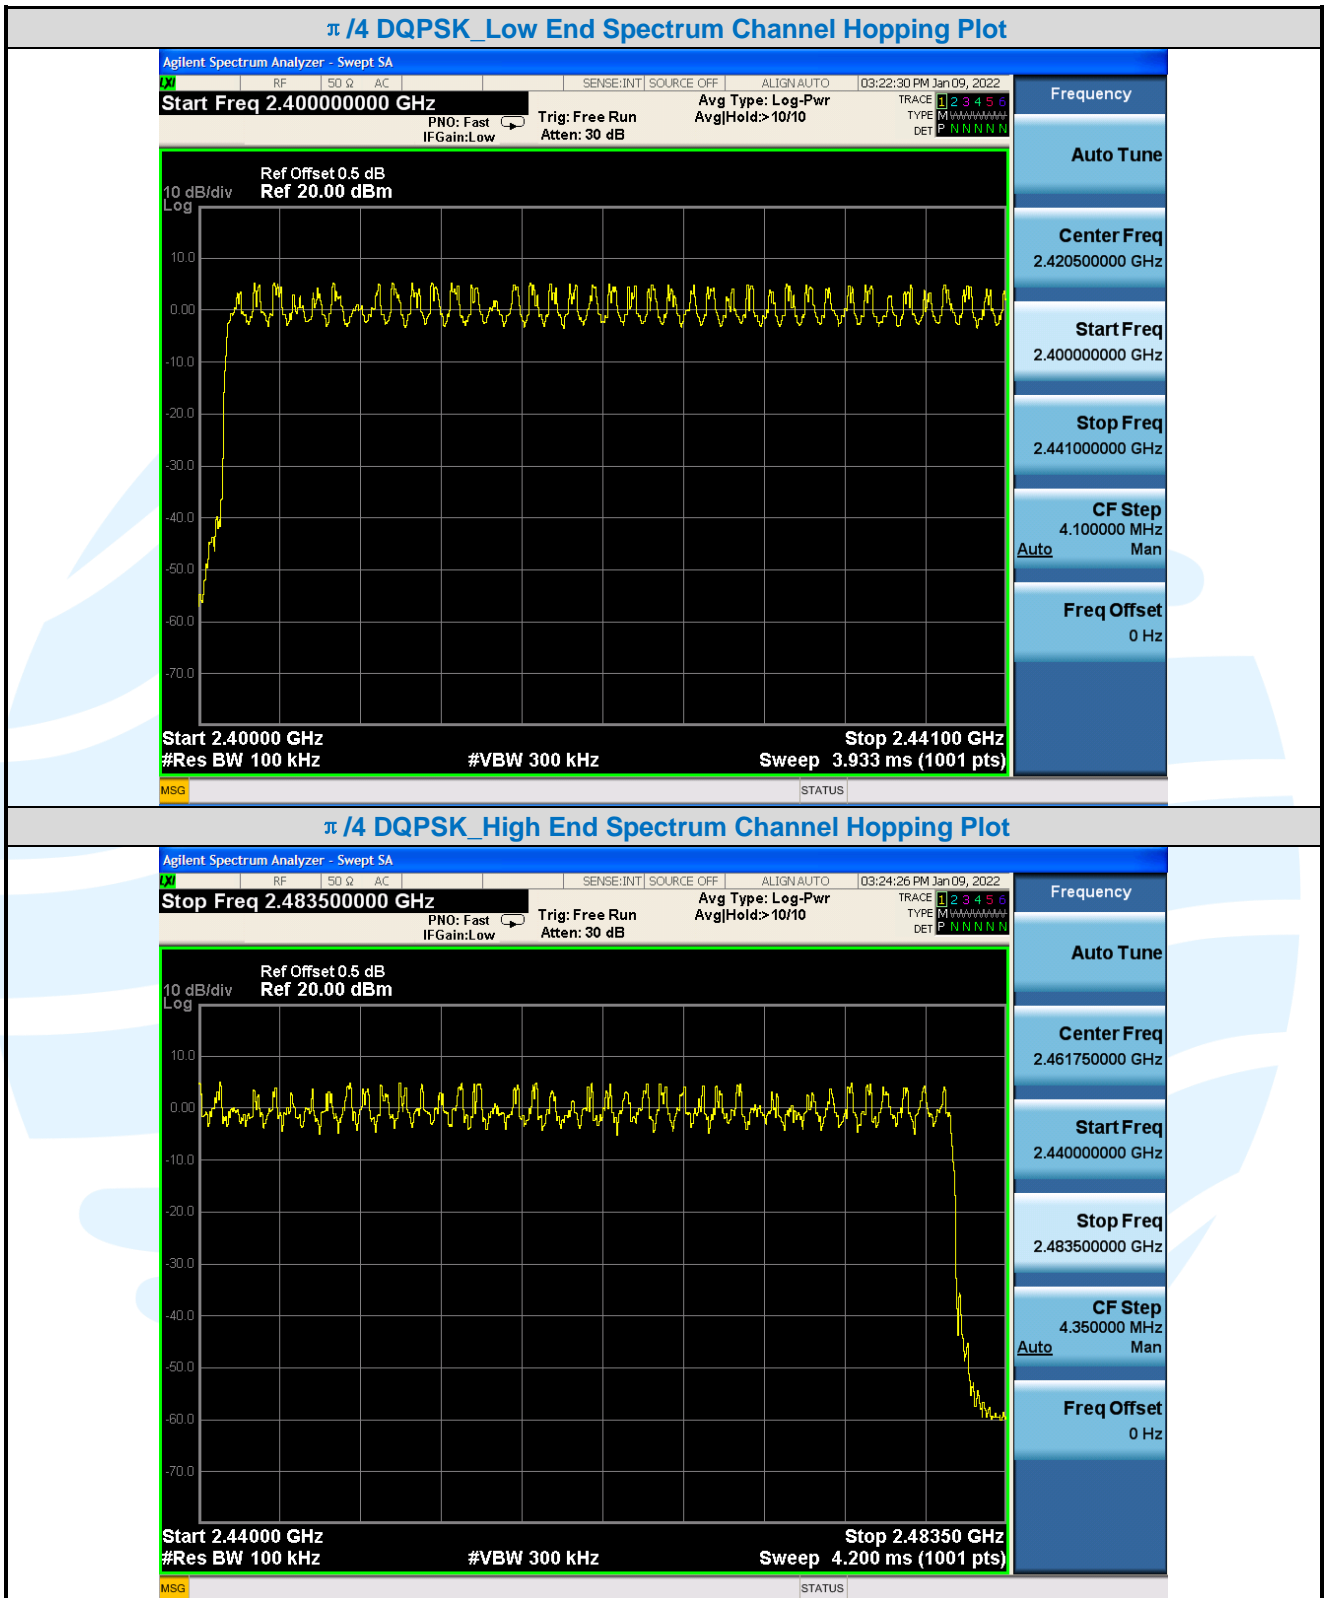 π/4 DQPSK_Low End Spectrum Channel Hopping Plot
Agilent Spectrum Analyzer - Swept SA
LXI RF 50 Ω AC SENSE:INT SOURCE OFF ALIGN AUTO 03:22:30 PM Jan 09, 2022
Start Freq 2.400000000 GHz
PNO: Fast
IFGain:Low
Trig: Free Run
Atten: 30 dB
Avg Type: Log-Pwr
Avg|Hold:>10/10
TRACE 1 2 3 4 5 6
TYPE M
DET P N N N N N
Frequency
Auto Tune
Center Freq
2.420500000 GHz
Start Freq
2.400000000 GHz
Stop Freq
2.441000000 GHz
CF Step
4.100000 MHz
Auto Man
Freq Offset
0 Hz
Ref Offset 0.5 dB
10 dB/div Ref 20.00 dBm
Log
10.0
0.00
-10.0
-20.0
-30.0
-40.0
-50.0
-60.0
-70.0
Start 2.40000 GHz Stop 2.44100 GHz
#Res BW 100 kHz #VBW 300 kHz Sweep 3.933 ms (1001 pts)
MSG STATUS
π/4 DQPSK_High End Spectrum Channel Hopping Plot
Agilent Spectrum Analyzer - Swept SA
LXI RF 50 Ω AC SENSE:INT SOURCE OFF ALIGN AUTO 03:24:26 PM Jan 09, 2022
Stop Freq 2.483500000 GHz
PNO: Fast
IFGain:Low
Trig: Free Run
Atten: 30 dB
Avg Type: Log-Pwr
Avg|Hold:>10/10
TRACE 1 2 3 4 5 6
TYPE M
DET P N N N N N
Frequency
Auto Tune
Center Freq
2.461750000 GHz
Start Freq
2.440000000 GHz
Stop Freq
2.483500000 GHz
CF Step
4.350000 MHz
Auto Man
Freq Offset
0 Hz
Ref Offset 0.5 dB
10 dB/div Ref 20.00 dBm
Log
10.0
0.00
-10.0
-20.0
-30.0
-40.0
-50.0
-60.0
-70.0
Start 2.44000 GHz Stop 2.48350 GHz
#Res BW 100 kHz #VBW 300 kHz Sweep 4.200 ms (1001 pts)
MSG STATUS